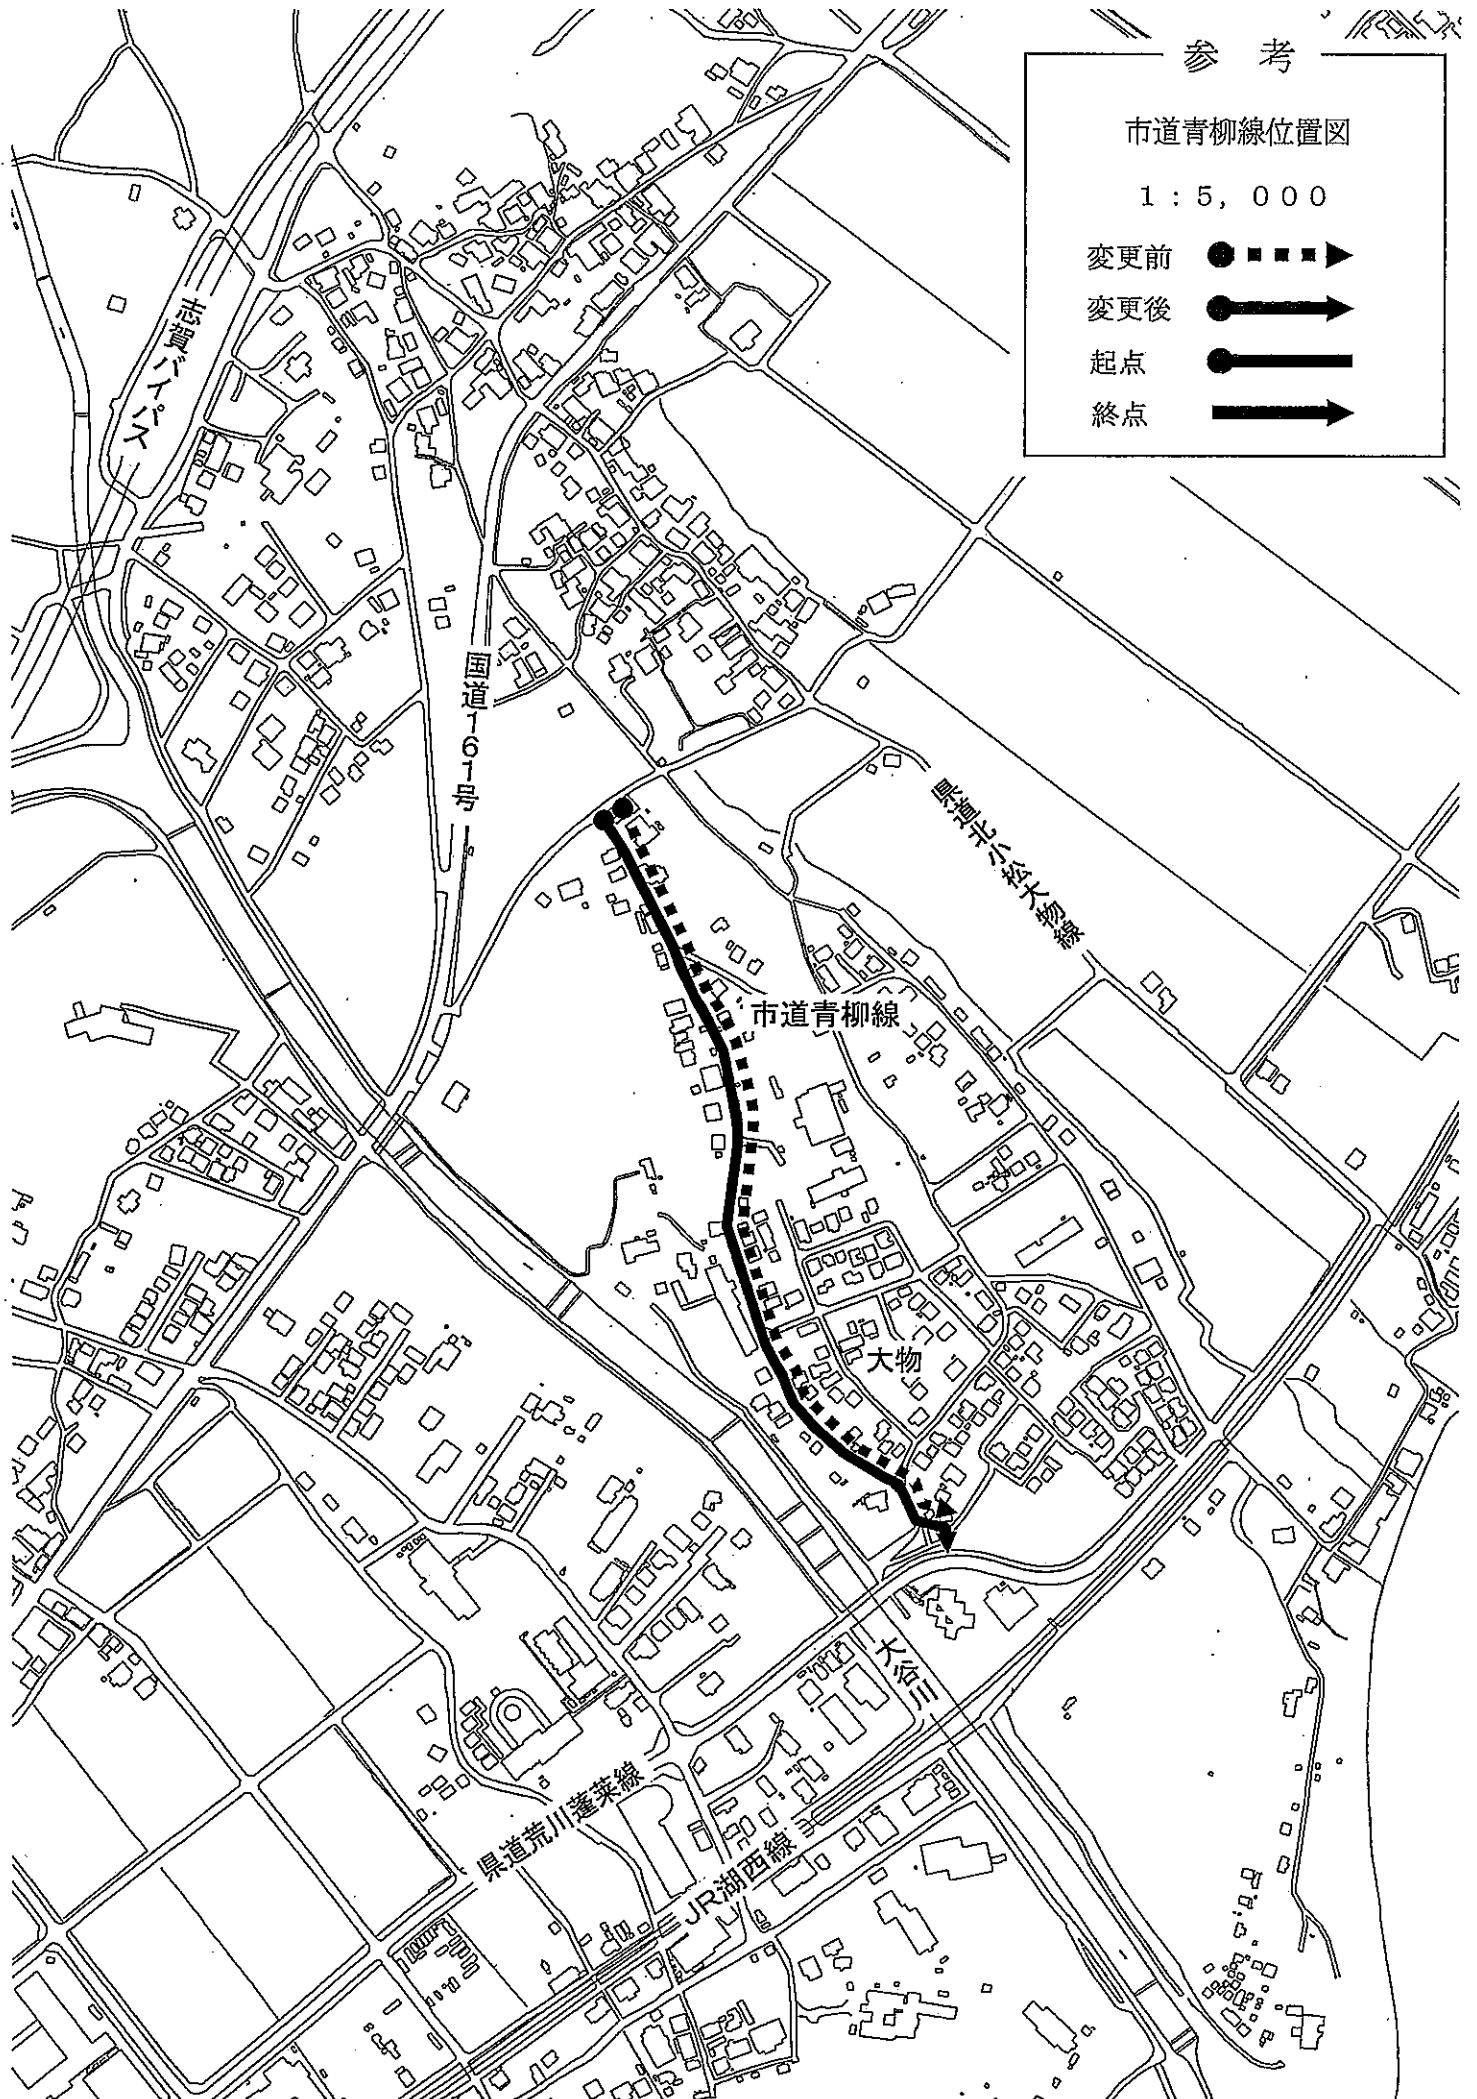 参考
市道青柳線位置図
1:5,000
変更前
変更後
起点
終点
志賀バイパス
国道161号
県道北小松大物線
市道青柳線
大物
大谷川
県道荒川蓬莱線
JR湖西線